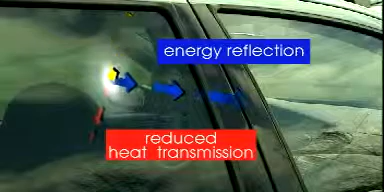 energy reflection
reduced
heat transmission